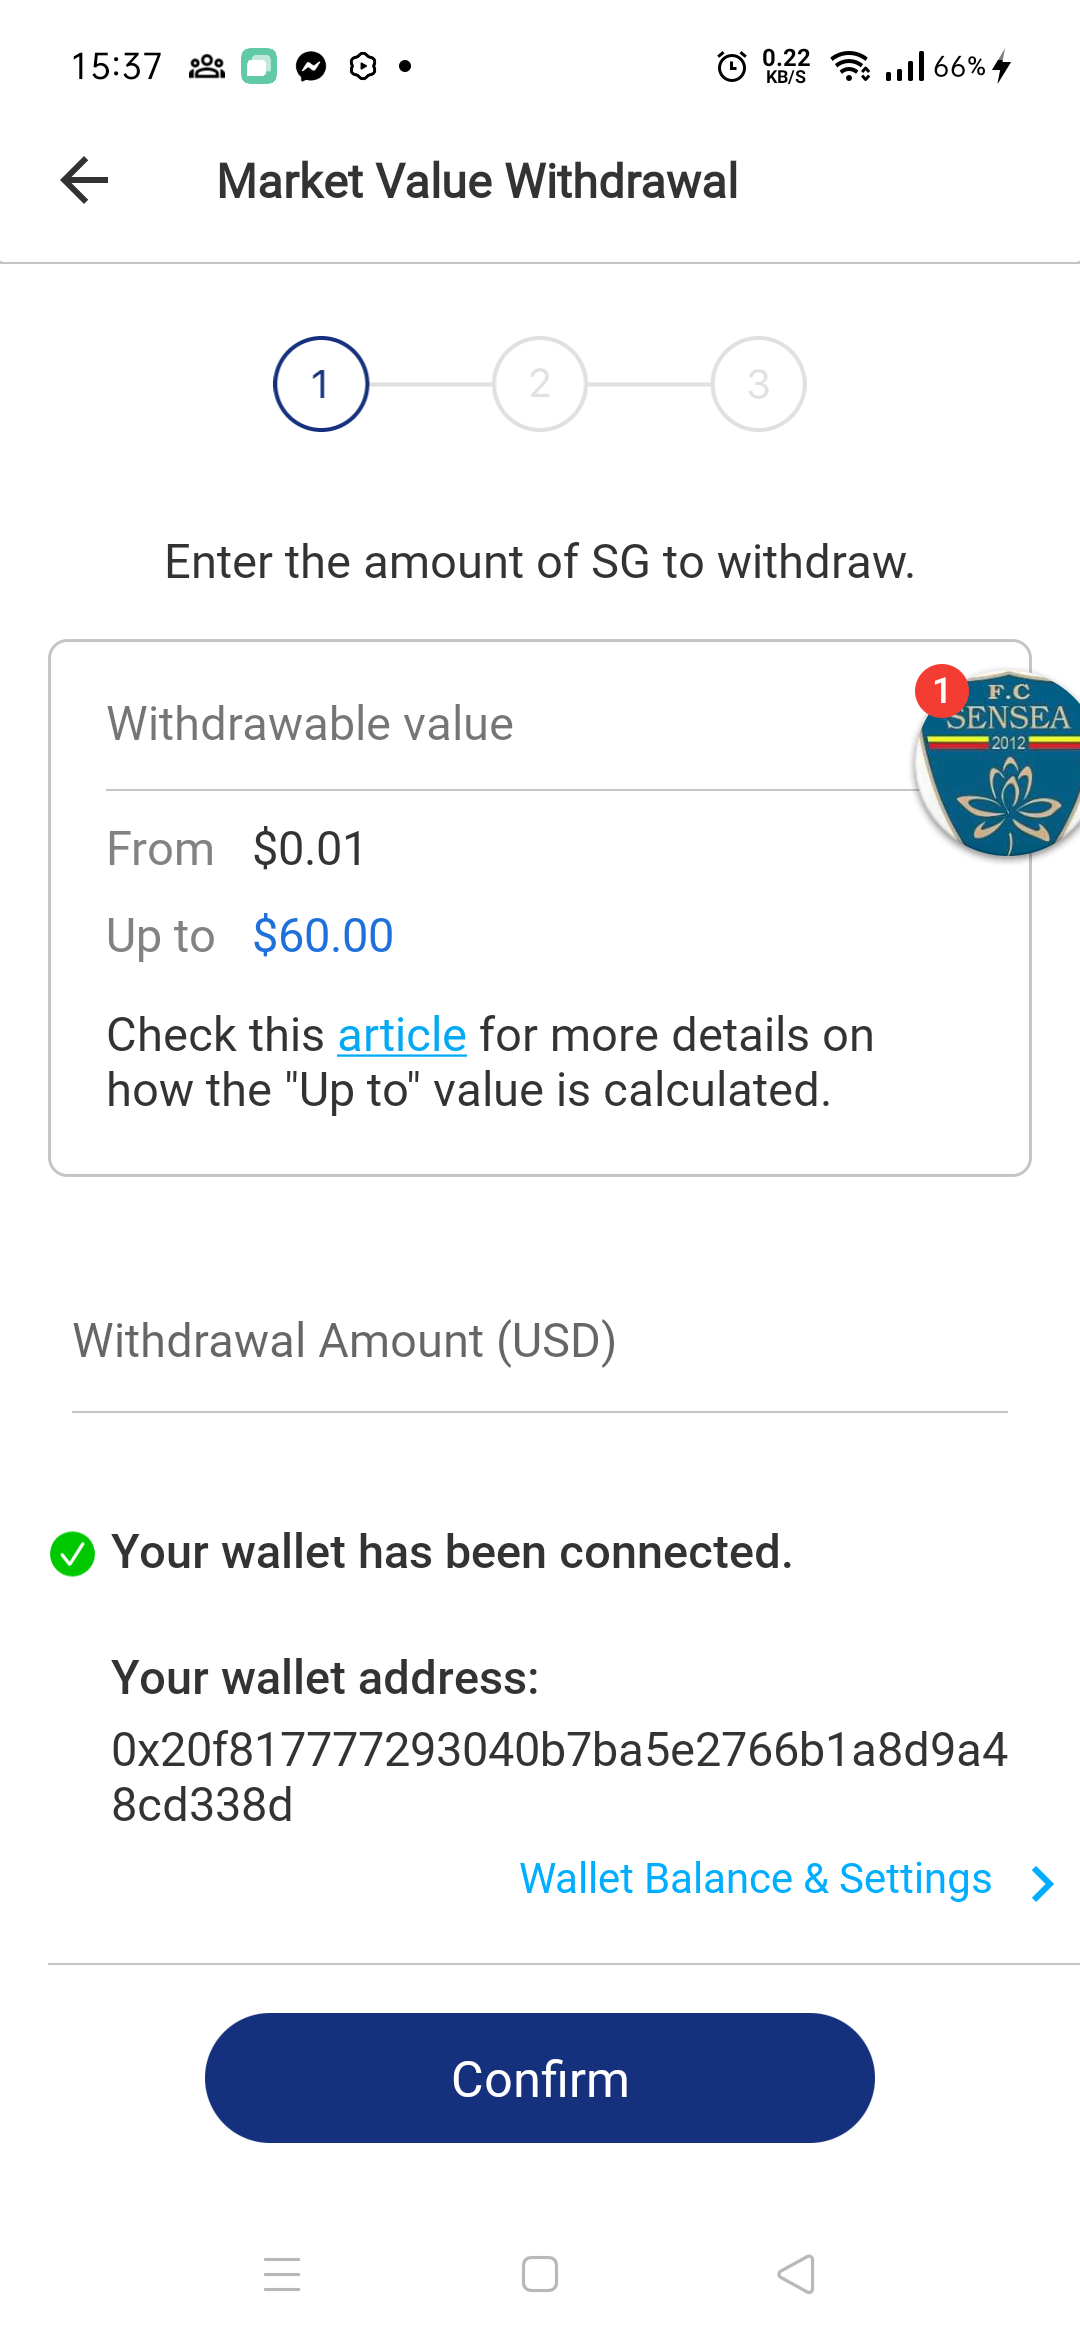 15:37
0.22
KB/S
66%
Market Value Withdrawal
1
2
3
Enter the amount of SG to withdraw.
Withdrawable value
1
F.C
SENSEA
2012
From $0.01
Up to $60.00
Check this article for more details on
how the "Up to" value is calculated.
Withdrawal Amount (USD)
Your wallet has been connected.
Your wallet address:
0x20f817777293040b7ba5e2766b1a8d9a4
8cd338d
Wallet Balance & Settings
Confirm